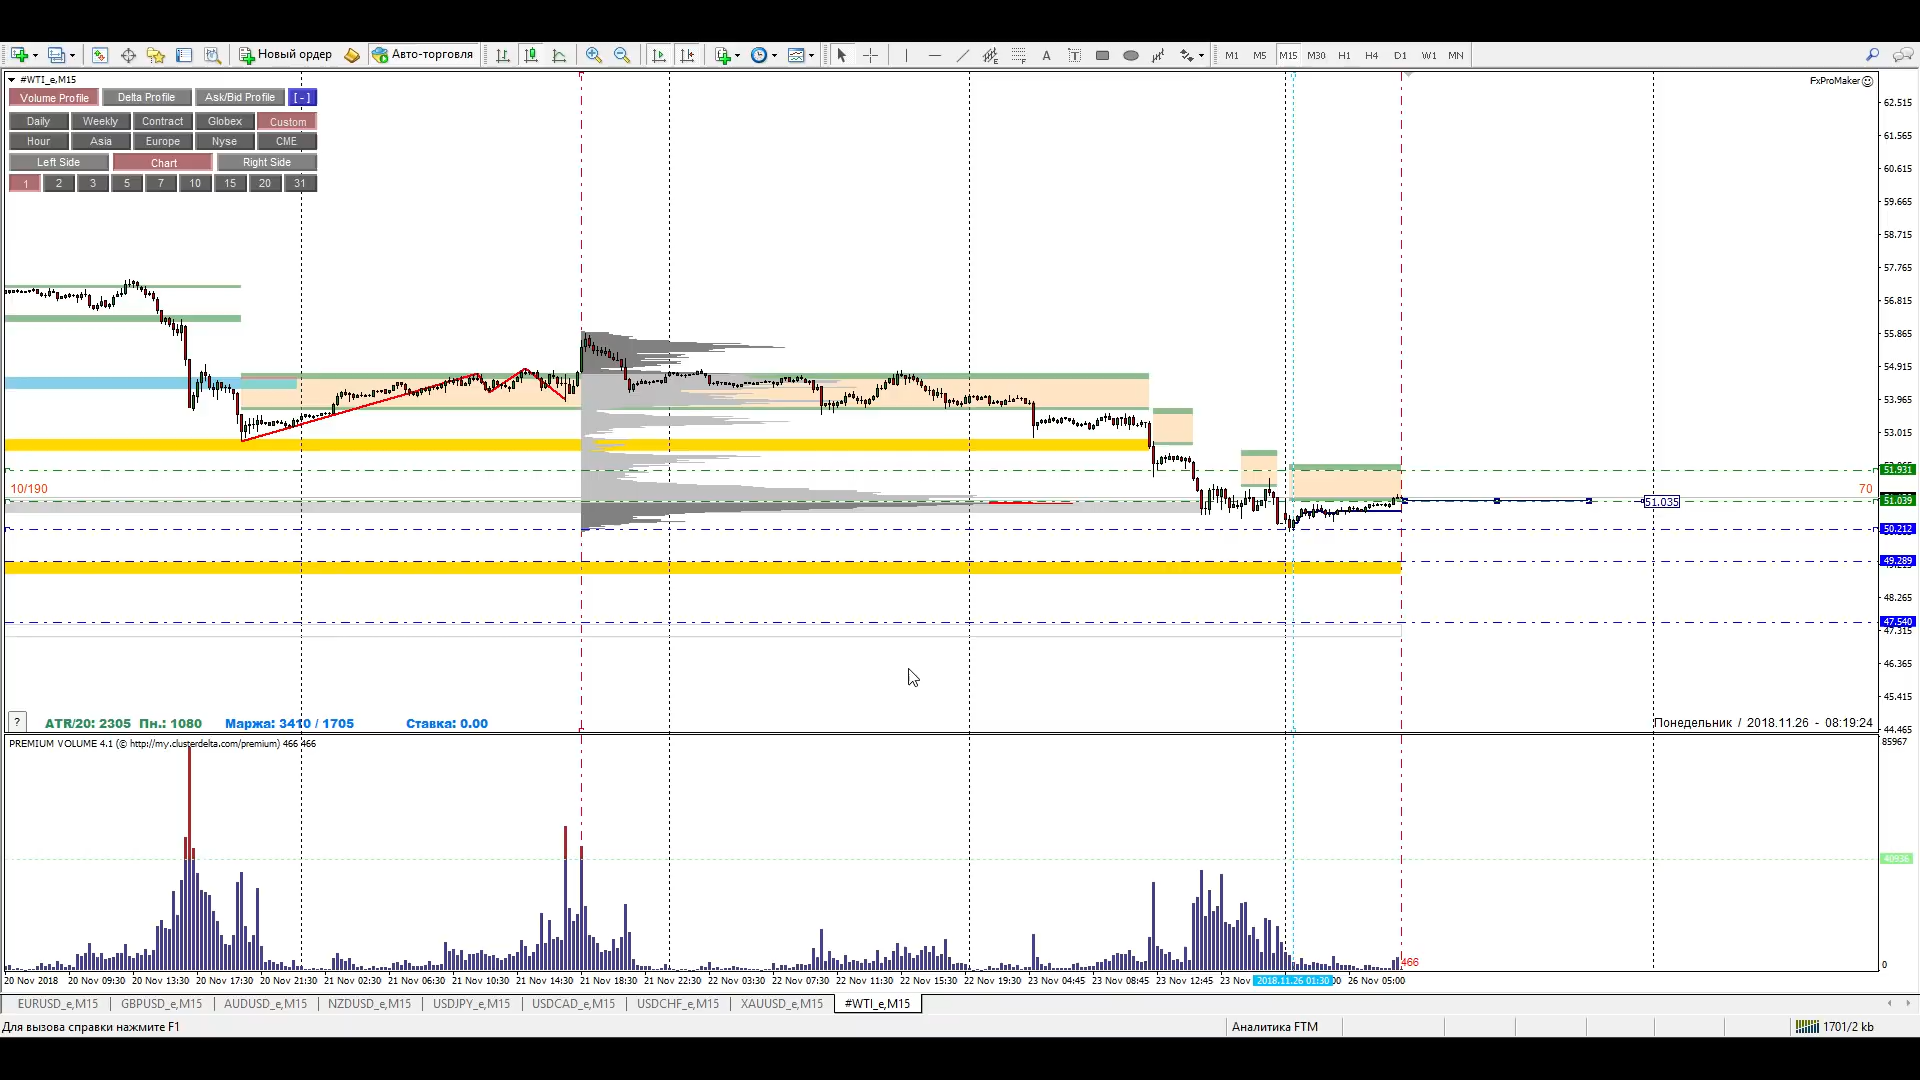 Новый ордер Авто-торговля A T M1 M5 M15 M30 H1 H4 D1 W1 MN
#WTI_e,M15
FxProMaker
Volume Profile Delta Profile Ask/Bid Profile [-]
Daily Weekly Contract Globex Custom
Hour Asia Europe Nyse CME
Left Side Chart Right Side
1 2 3 5 7 10 15 20 31
62.515
61.565
60.615
59.665
58.715
57.765
56.815
55.865
54.915
53.965
53.015
51.931
10/190
70
51.035
51.039
50.212
49.289
48.265
47.540
47.315
46.365
45.415
44.465
? ATR/20: 2305 Пн.: 1080 Маржа: 3410 / 1705 Ставка: 0.00
Понедельник / 2018.11.26 - 08:19:24
PREMIUM VOLUME 4.1 (© http://my.clusterdelta.com/premium) 466 466
85967
40936
466
0
20 Nov 2018 20 Nov 09:30 20 Nov 13:30 20 Nov 17:30 20 Nov 21:30 21 Nov 02:30 21 Nov 06:30 21 Nov 10:30 21 Nov 14:30 21 Nov 18:30 21 Nov 22:30 22 Nov 03:30 22 Nov 07:30 22 Nov 11:30 22 Nov 15:30 22 Nov 19:30 23 Nov 04:45 23 Nov 08:45 23 Nov 12:45 23 Nov 2018.11.26 01:30 26 Nov 05:00
EURUSD_e,M15 GBPUSD_e,M15 AUDUSD_e,M15 NZDUSD_e,M15 USDJPY_e,M15 USDCAD_e,M15 USDCHF_e,M15 XAUUSD_e,M15 #WTI_e,M15
Для вызова справки нажмите F1
Аналитика FTM
1701/2 kb